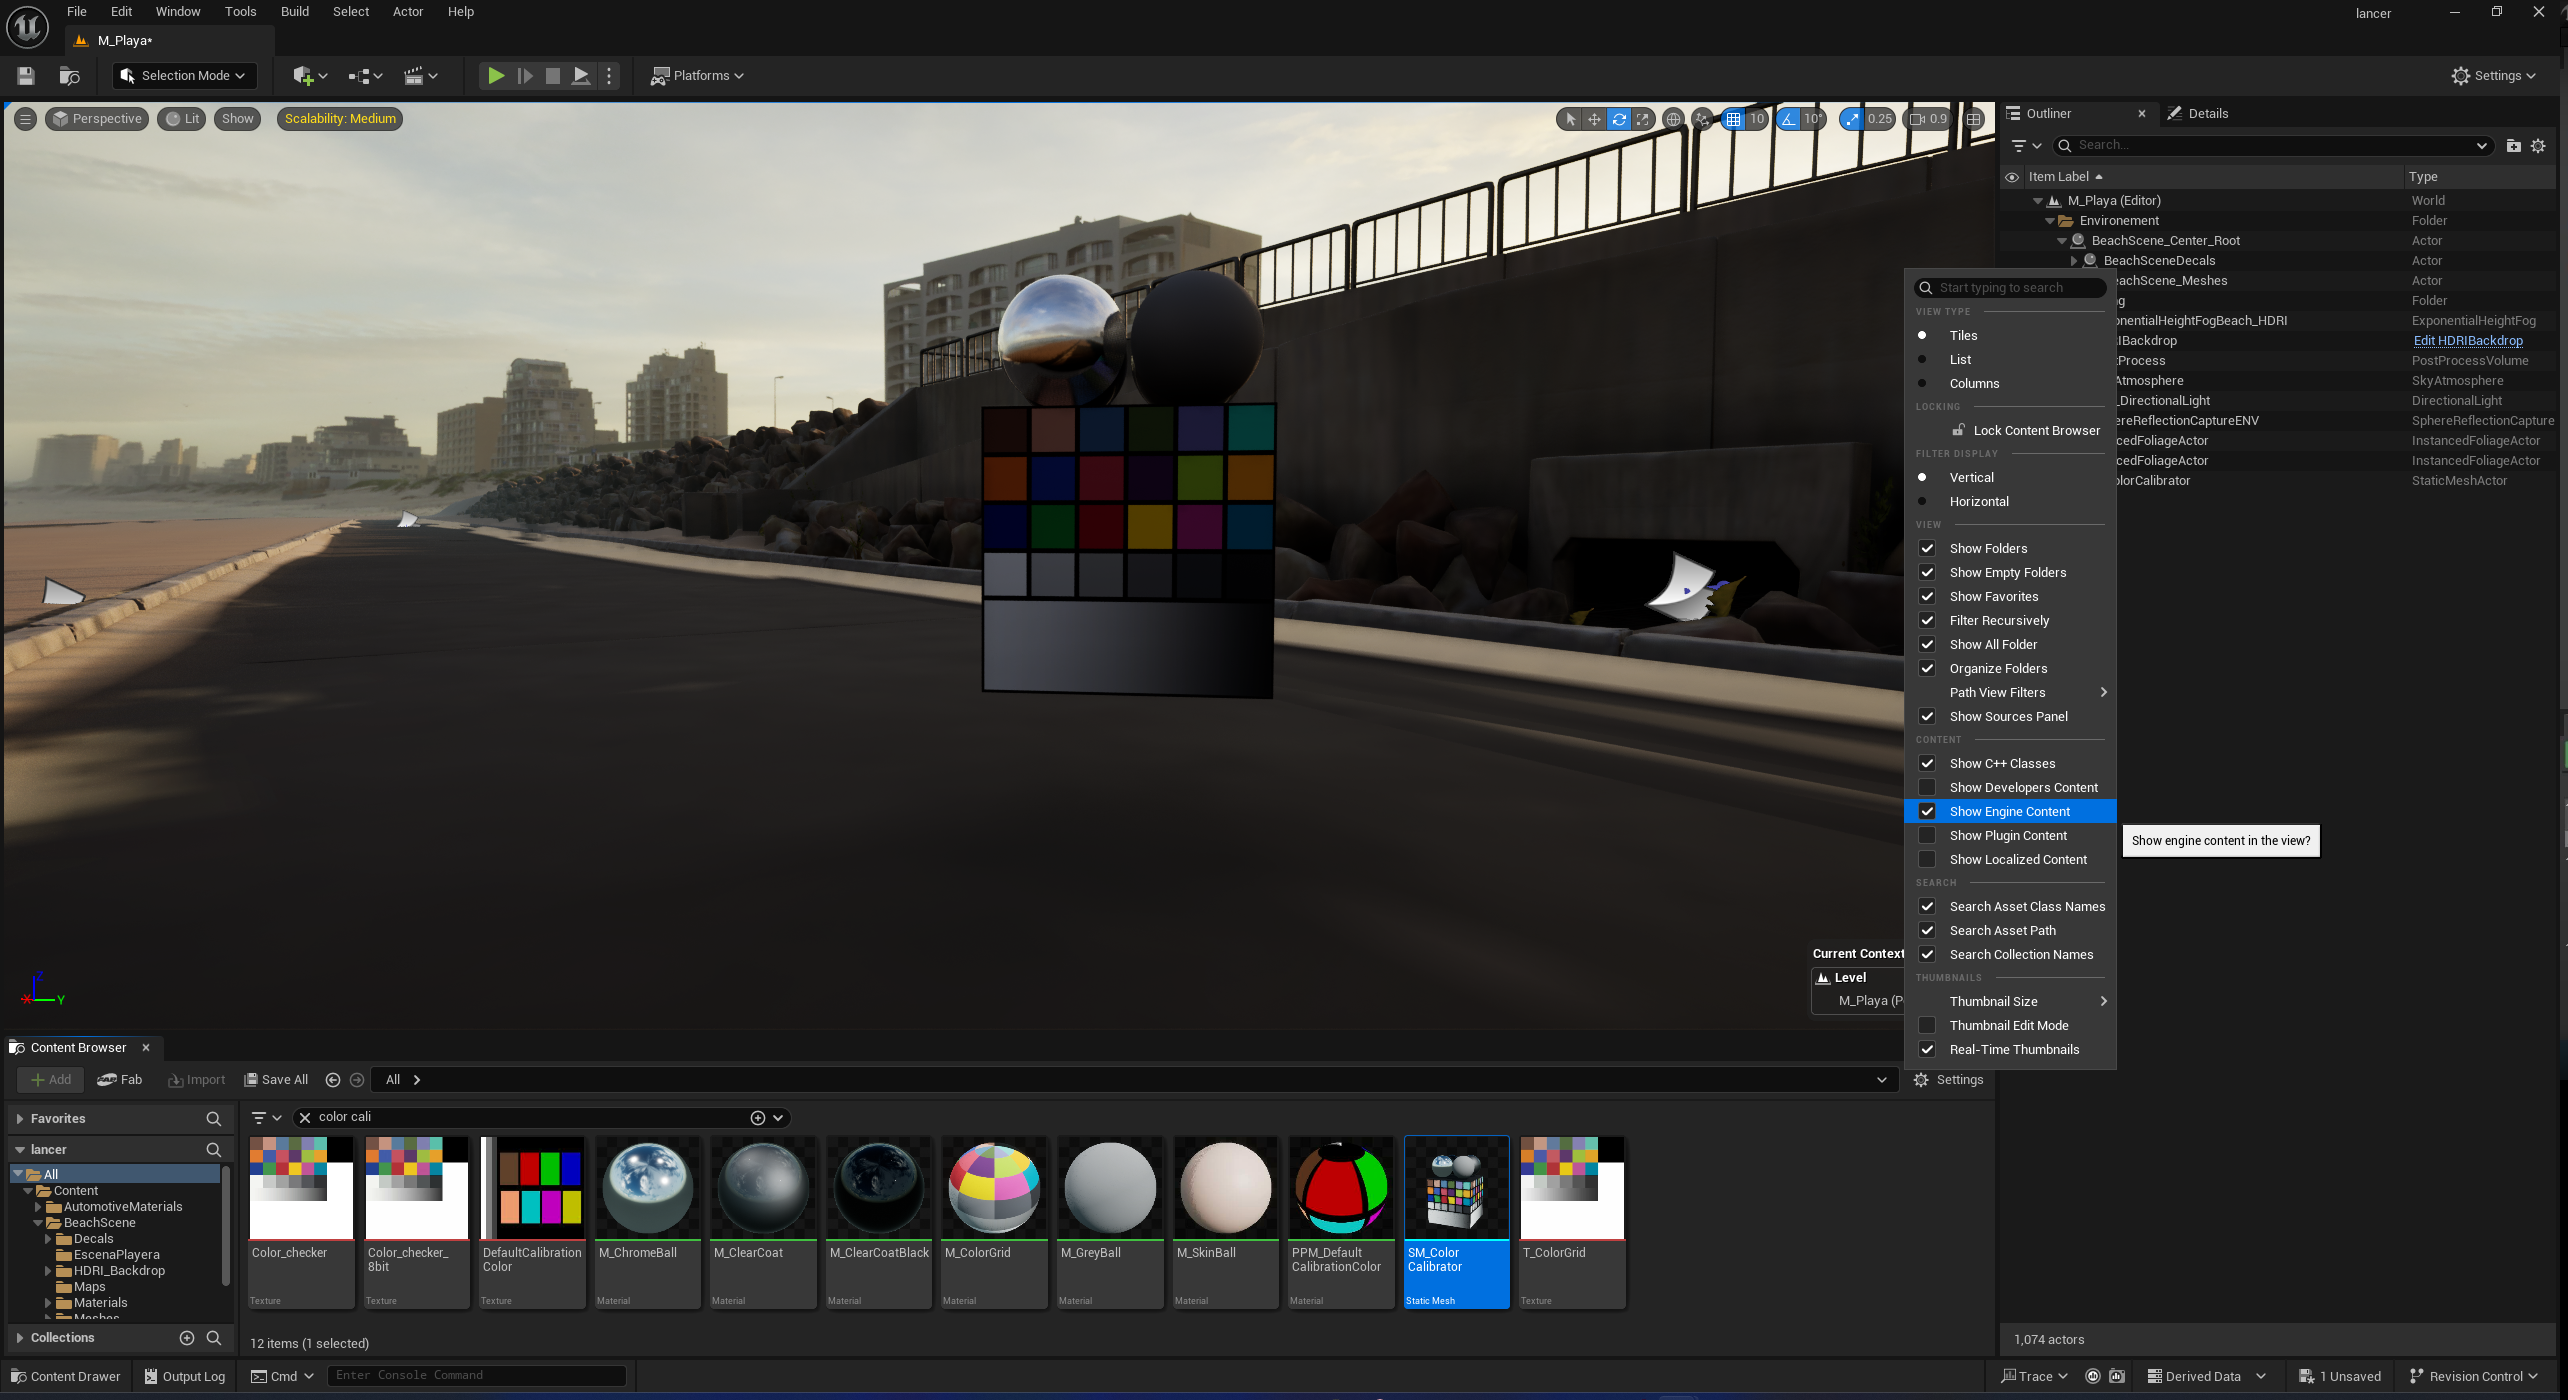 File Edit Window Tools Build Select Actor Help
lancer
M_Playa*
Selection Mode
Platforms
Settings
Perspective Lit Show Scalability: Medium
10 10° 0.25 0.9
Outliner Details
Search...
Item Label Type
M_Playa (Editor) World
Environement Folder
BeachScene_Center_Root Actor
BeachSceneDecals Actor
eachScene_Meshes Actor
g Folder
onentialHeightFogBeach_HDRI ExponentialHeightFog
IBackdrop Edit HDRIBackdrop
tProcess PostProcessVolume
Atmosphere SkyAtmosphere
_DirectionalLight DirectionalLight
ereReflectionCaptureENV SphereReflectionCapture
cedFoliageActor InstancedFoliageActor
cedFoliageActor InstancedFoliageActor
olorCalibrator StaticMeshActor
Start typing to search
VIEW TYPE
Tiles
List
Columns
LOCKING
Lock Content Browser
FILTER DISPLAY
Vertical
Horizontal
VIEW
Show Folders
Show Empty Folders
Show Favorites
Filter Recursively
Show All Folder
Organize Folders
Path View Filters
Show Sources Panel
CONTENT
Show C++ Classes
Show Developers Content
Show Engine Content
Show Plugin Content
Show Localized Content
Show engine content in the view?
SEARCH
Search Asset Class Names
Search Asset Path
Search Collection Names
THUMBNAILS
Thumbnail Size
Thumbnail Edit Mode
Real-Time Thumbnails
Current Context
Level
M_Playa (P
X Z Y
Content Browser
Add Fab Import Save All All Settings
Favorites
color cali
lancer
All
Content
AutomotiveMaterials
BeachScene
Decals
EscenaPlayera
HDRI_Backdrop
Maps
Materials
Meshes
Collections
Color_checker
Texture
Color_checker_
8bit
Texture
DefaultCalibration
Color
Texture
M_ChromeBall
Material
M_ClearCoat
Material
M_ClearCoatBlack
Material
M_ColorGrid
Material
M_GreyBall
Material
M_SkinBall
Material
PPM_Default
CalibrationColor
Material
SM_Color
Calibrator
Static Mesh
T_ColorGrid
Texture
12 items (1 selected)
1,074 actors
Content Drawer Output Log Cmd Enter Console Command
Trace Derived Data 1 Unsaved Revision Control